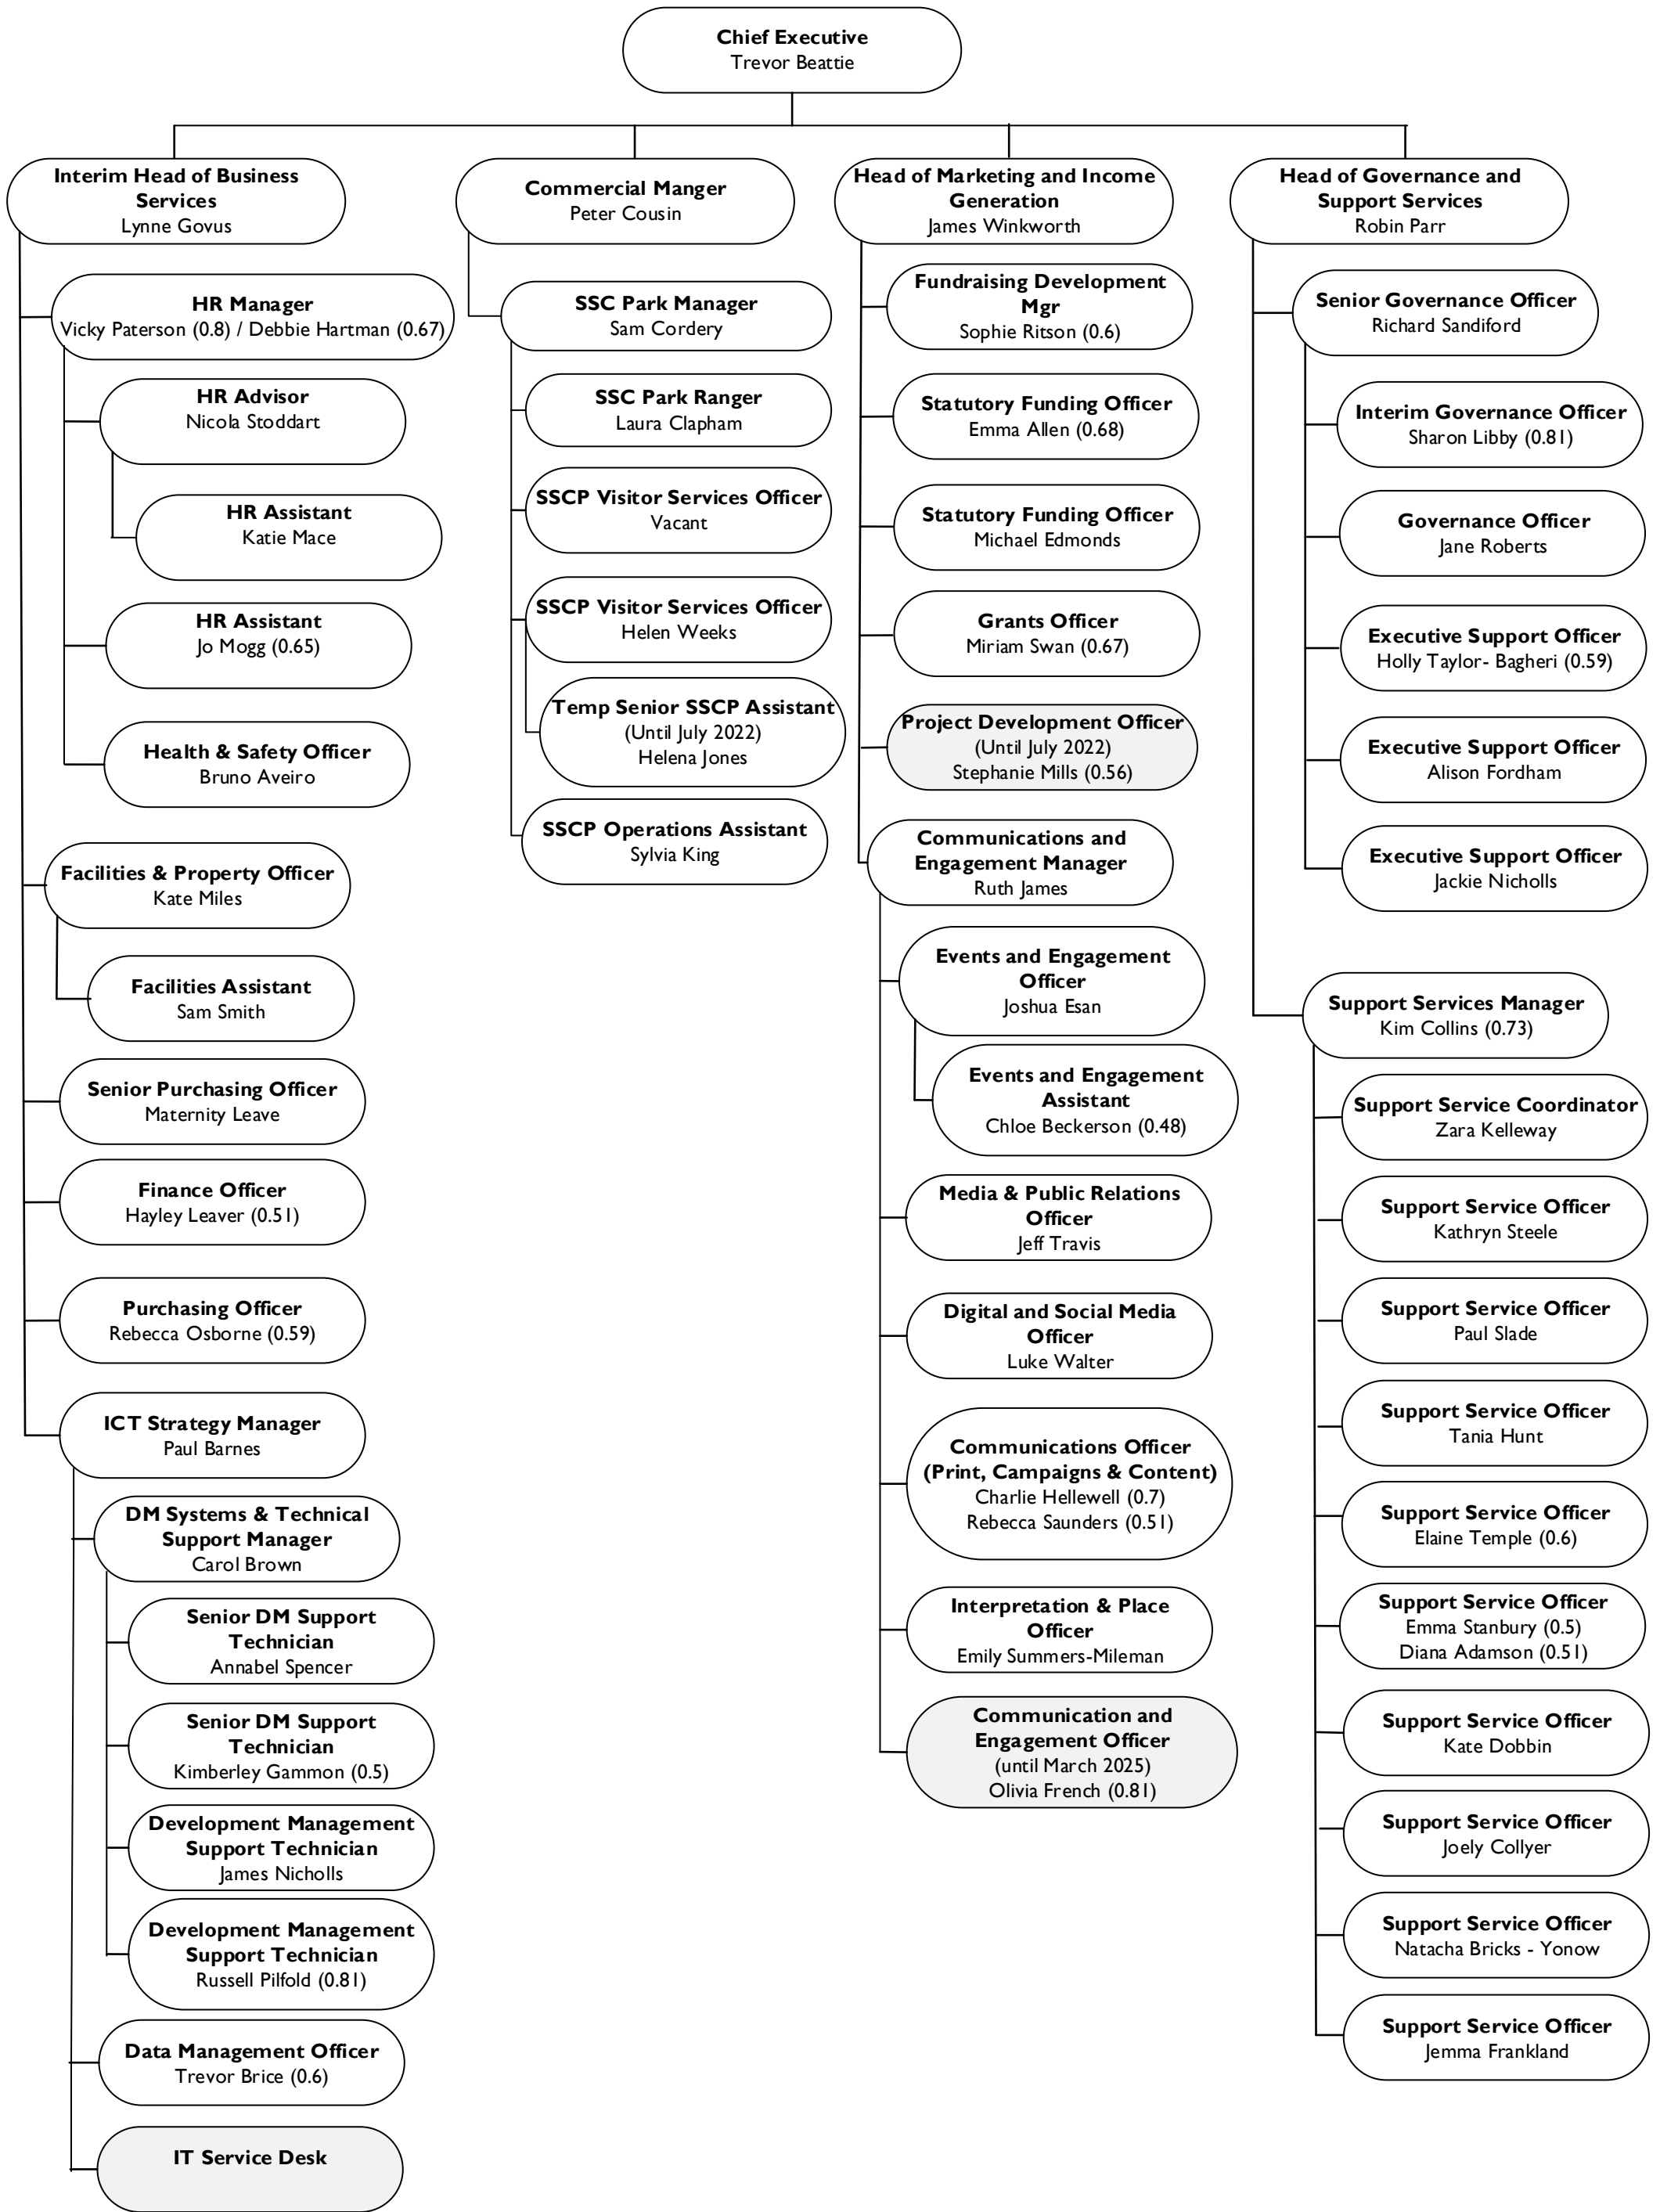 Chief Executive
Trevor Beattie
Interim Head of Business
Services
Lynne Govus
HR Manager
Vicky Paterson (0.8) / Debbie Hartman (0.67)
HR Advisor
Nicola Stoddart
HR Assistant
Katie Mace
HR Assistant
Jo Mogg (0.65)
Health & Safety Officer
Bruno Aveiro
Facilities & Property Officer
Kate Miles
Facilities Assistant
Sam Smith
Senior Purchasing Officer
Maternity Leave
Finance Officer
Hayley Leaver (0.51)
Purchasing Officer
Rebecca Osborne (0.59)
ICT Strategy Manager
Paul Barnes
DM Systems & Technical
Support Manager
Carol Brown
Senior DM Support
Technician
Annabel Spencer
Senior DM Support
Technician
Kimberley Gammon (0.5)
Development Management
Support Technician
James Nicholls
Development Management
Support Technician
Russell Pilfold (0.81)
Data Management Officer
Trevor Brice (0.6)
IT Service Desk
Commercial Manger
Peter Cousin
SSC Park Manager
Sam Cordery
SSC Park Ranger
Laura Clapham
SSCP Visitor Services Officer
Vacant
SSCP Visitor Services Officer
Helen Weeks
Temp Senior SSCP Assistant
(Until July 2022)
Helena Jones
SSCP Operations Assistant
Sylvia King
Head of Marketing and Income
Generation
James Winkworth
Fundraising Development
Mgr
Sophie Ritson (0.6)
Statutory Funding Officer
Emma Allen (0.68)
Statutory Funding Officer
Michael Edmonds
Grants Officer
Miriam Swan (0.67)
Project Development Officer
(Until July 2022)
Stephanie Mills (0.56)
Communications and
Engagement Manager
Ruth James
Events and Engagement
Officer
Joshua Esan
Events and Engagement
Assistant
Chloe Beckerson (0.48)
Media & Public Relations
Officer
Jeff Travis
Digital and Social Media
Officer
Luke Walter
Communications Officer
(Print, Campaigns & Content)
Charlie Hellewell (0.7)
Rebecca Saunders (0.51)
Interpretation & Place
Officer
Emily Summers-Mileman
Communication and
Engagement Officer
(until March 2025)
Olivia French (0.81)
Head of Governance and
Support Services
Robin Parr
Senior Governance Officer
Richard Sandiford
Interim Governance Officer
Sharon Libby (0.81)
Governance Officer
Jane Roberts
Executive Support Officer
Holly Taylor- Bagheri (0.59)
Executive Support Officer
Alison Fordham
Executive Support Officer
Jackie Nicholls
Support Services Manager
Kim Collins (0.73)
Support Service Coordinator
Zara Kelleway
Support Service Officer
Kathryn Steele
Support Service Officer
Paul Slade
Support Service Officer
Tania Hunt
Support Service Officer
Elaine Temple (0.6)
Support Service Officer
Emma Stanbury (0.5)
Diana Adamson (0.51)
Support Service Officer
Kate Dobbin
Support Service Officer
Joely Collyer
Support Service Officer
Natacha Bricks - Yonow
Support Service Officer
Jemma Frankland